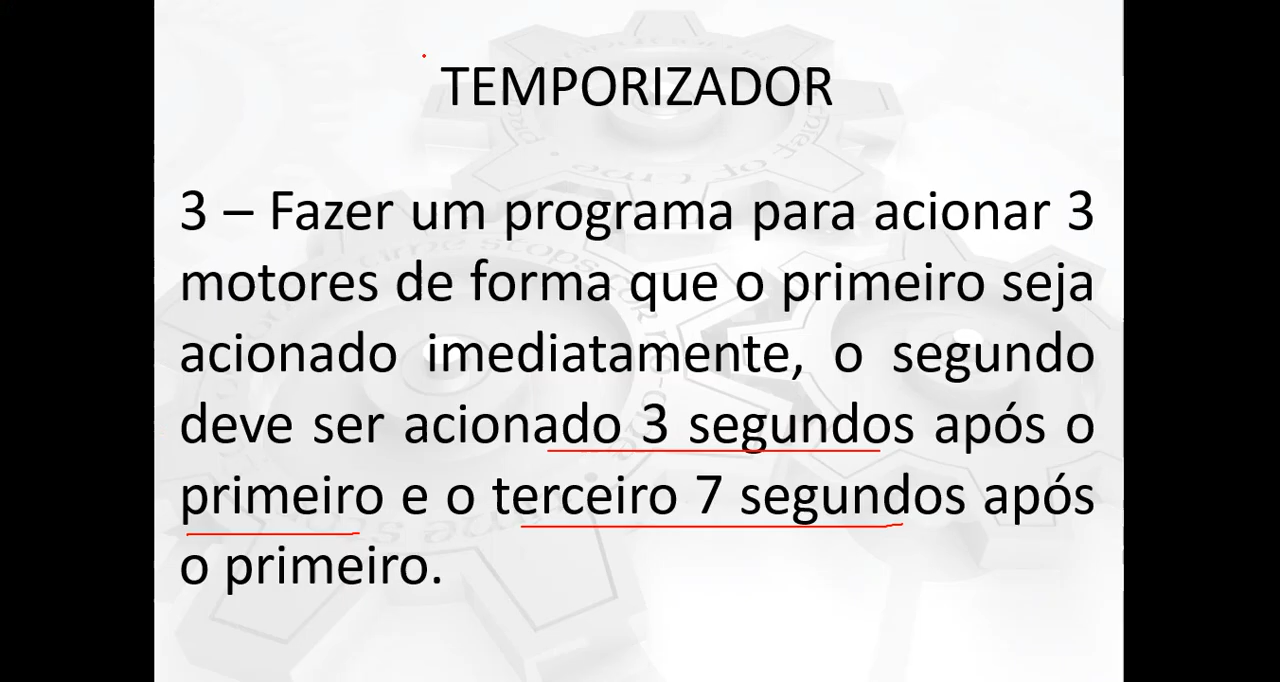 TEMPORIZADOR
3 – Fazer um programa para acionar 3
motores de forma que o primeiro seja
acionado imediatamente, o segundo
deve ser acionado 3 segundos após o
primeiro e o terceiro 7 segundos após
o primeiro.